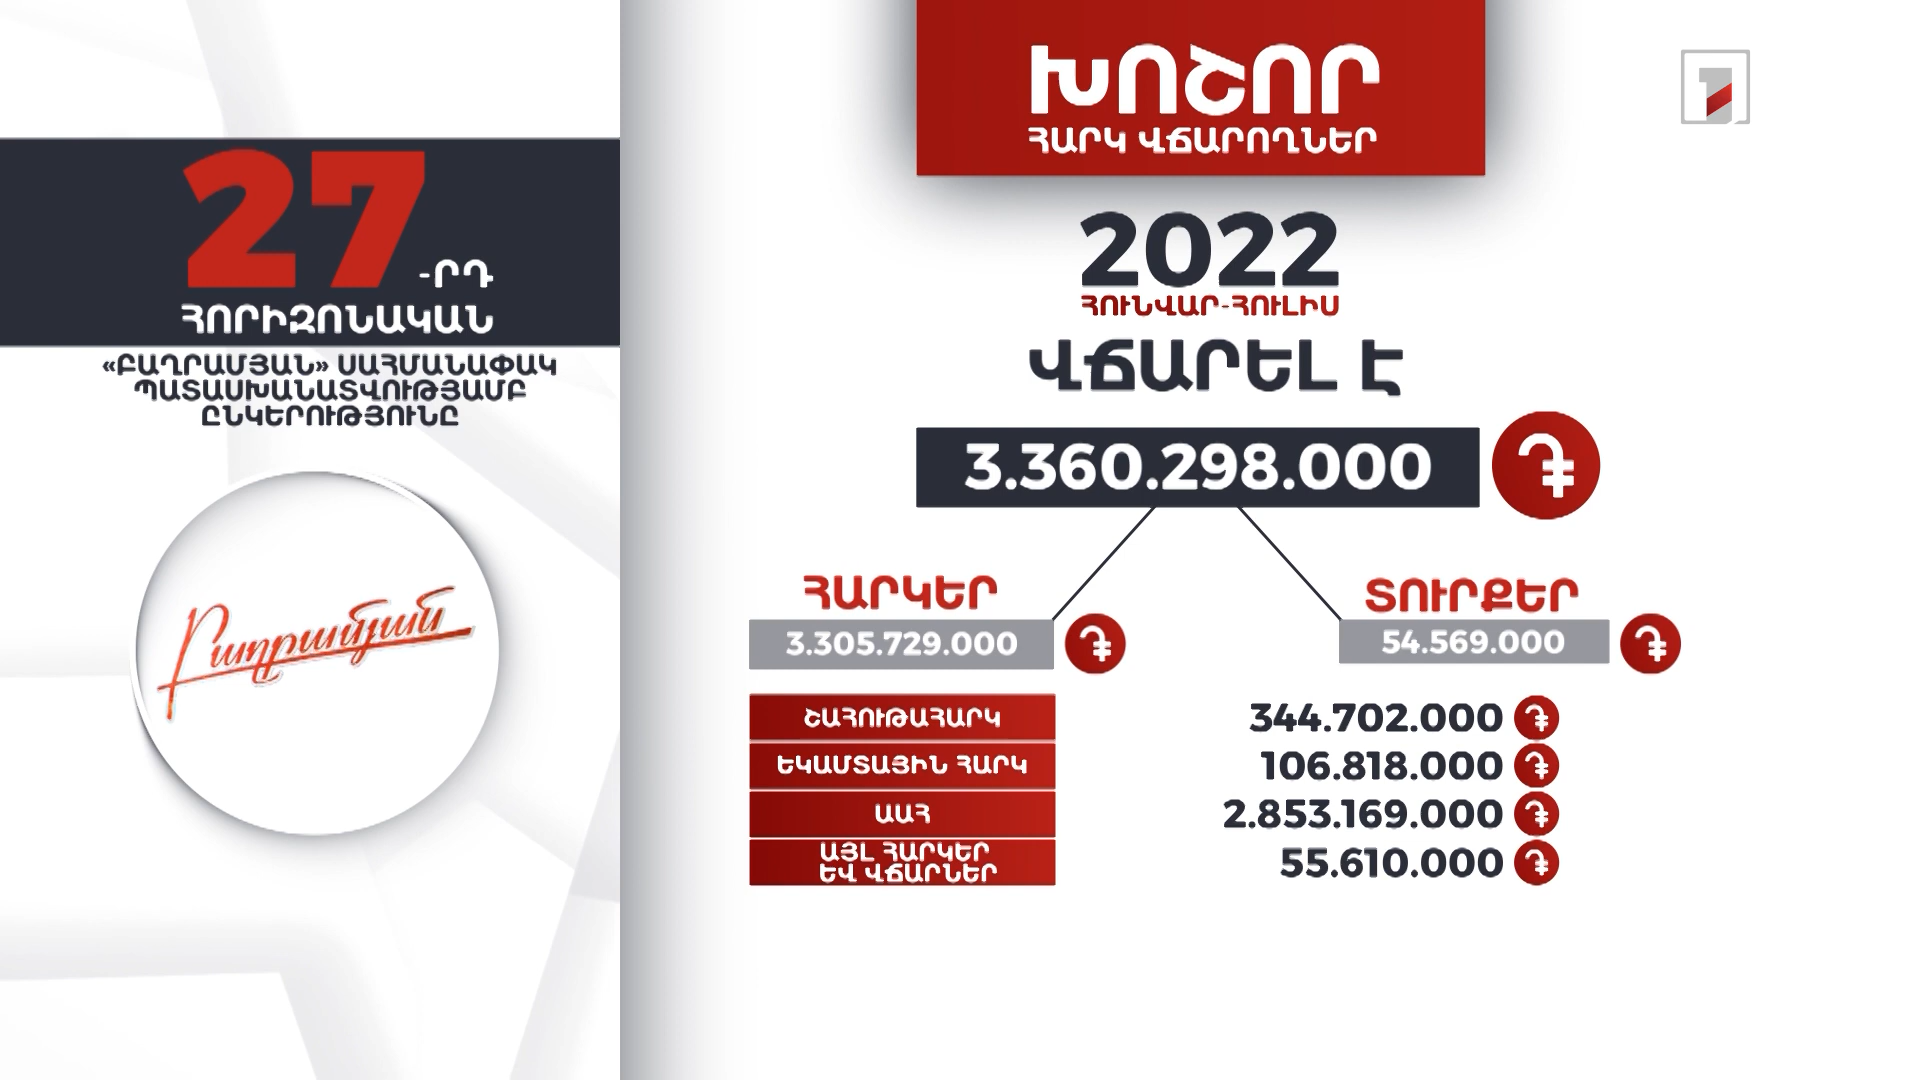 27
-ՐԴ
ՀՈՐԻԶՈՆԱԿԱՆ
«ԲԱՂՐԱՄՅԱՆ» ՍԱՀՄԱՆԱՓԱԿ
ՊԱՏԱՍԽԱՆԱՏՎՈՒԹՅԱՄԲ
ԸՆԿԵՐՈՒԹՅՈՒՆԸ
Բաղրամյան
ԽՈՇՈՐ
ՀԱՐԿ ՎՃԱՐՈՂՆԵՐ
1
2022
ՀՈՒՆՎԱՐ-ՀՈՒԼԻՍ
ՎՃԱՐԵԼ Է
3.360.298.000 ֏
ՀԱՐԿԵՐ
3.305.729.000 ֏
ՏՈՒՐՔԵՐ
54.569.000 ֏
ՇԱՀՈՒԹԱՀԱՐԿ 344.702.000 ֏
ԵԿԱՄՏԱՅԻՆ ՀԱՐԿ 106.818.000 ֏
ԱԱՀ 2.853.169.000 ֏
ԱՅԼ ՀԱՐԿԵՐ
ԵՎ ՎՃԱՐՆԵՐ 55.610.000 ֏